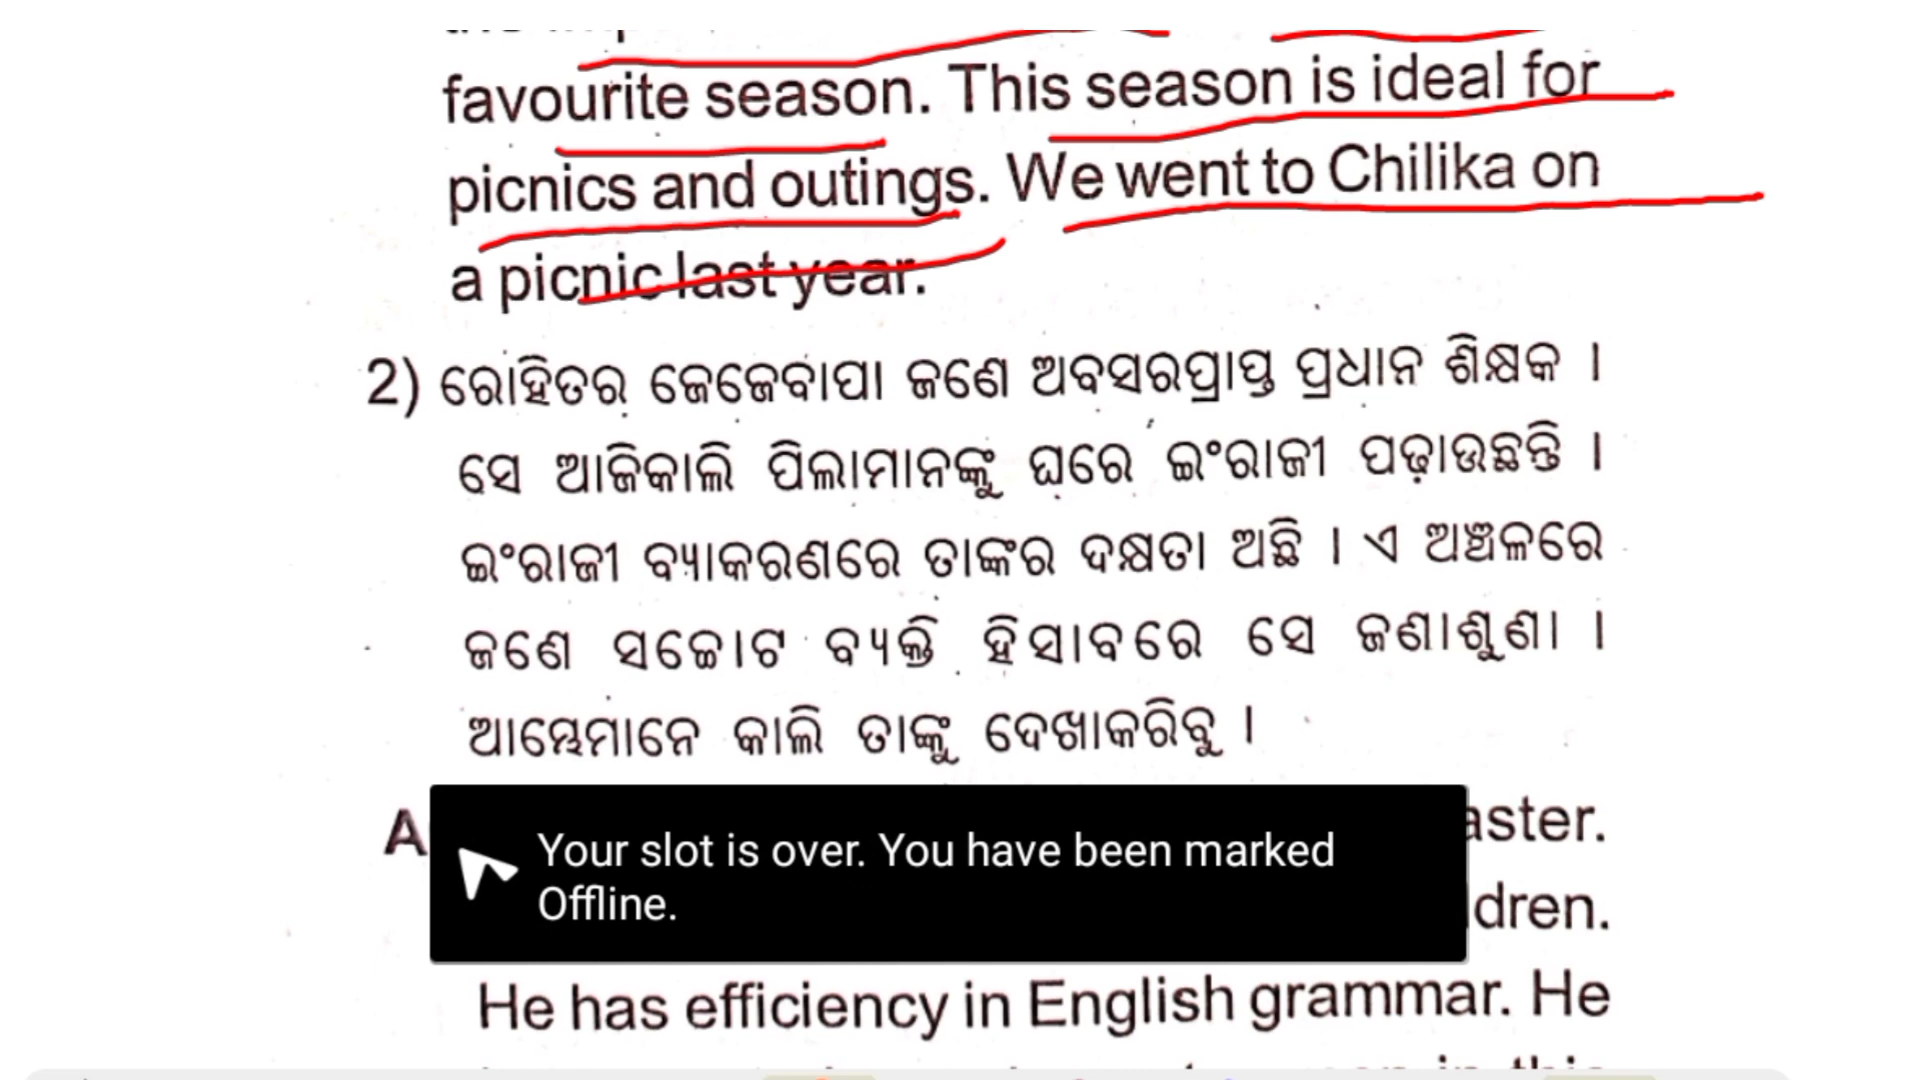 favourite season. This season is ideal for
picnics and outings. We went to Chilika on
a picnic last year.
2) ରୋହିତର ଜେଜେବାପା ଜଣେ ଅବସରପ୍ରାପ୍ତ ପ୍ରଧାନ ଶିକ୍ଷକ ।
ସେ ଆଜିକାଲି ପିଲାମାନଙ୍କୁ ଘରେ ଇଂରାଜୀ ପଢ଼ାଉଛନ୍ତି ।
ଇଂରାଜୀ ବ୍ୟାକରଣରେ ତାଙ୍କର ଦକ୍ଷତା ଅଛି । ଏ ଅଞ୍ଚଳରେ
ଜଣେ ସଚ୍ଚୋଟ ବ୍ୟକ୍ତି ହିସାବରେ ସେ ଜଣାଶୁଣା ।
ଆମ୍ଭେମାନେ କାଲି ତାଙ୍କୁ ଦେଖାକରିବୁ ।
A
Your slot is over. You have been marked
Offline.
aster.
dren.
He has efficiency in English grammar. He